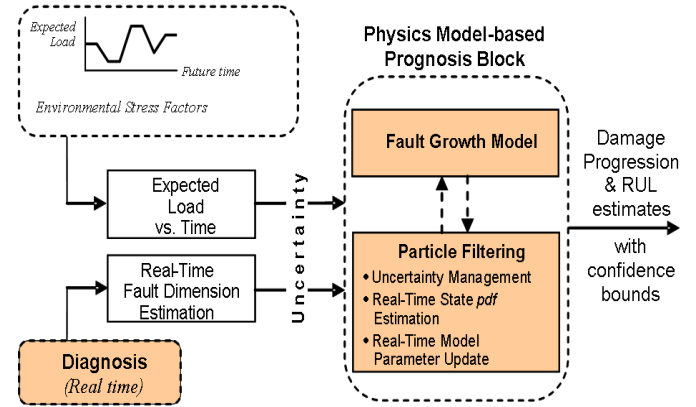 Expected
Load
Future time
Environmental Stress Factors
Expected
Load
vs. Time
Real-Time
Fault Dimension
Estimation
Diagnosis
(Real time)
Uncertainty
Physics Model-based
Prognosis Block
Fault Growth Model
Particle Filtering
• Uncertainty Management
• Real-Time State pdf
Estimation
• Real-Time Model
Parameter Update
Damage
Progression
& RUL
estimates
with
confidence
bounds